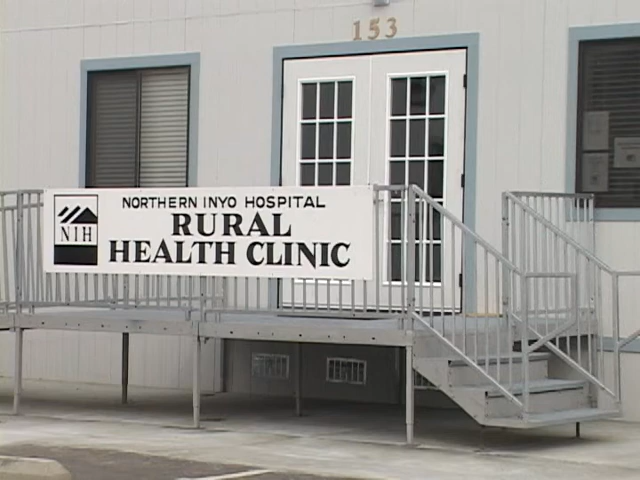 153
NORTHERN INYO HOSPITAL
RURAL
NIH
HEALTH CLINIC